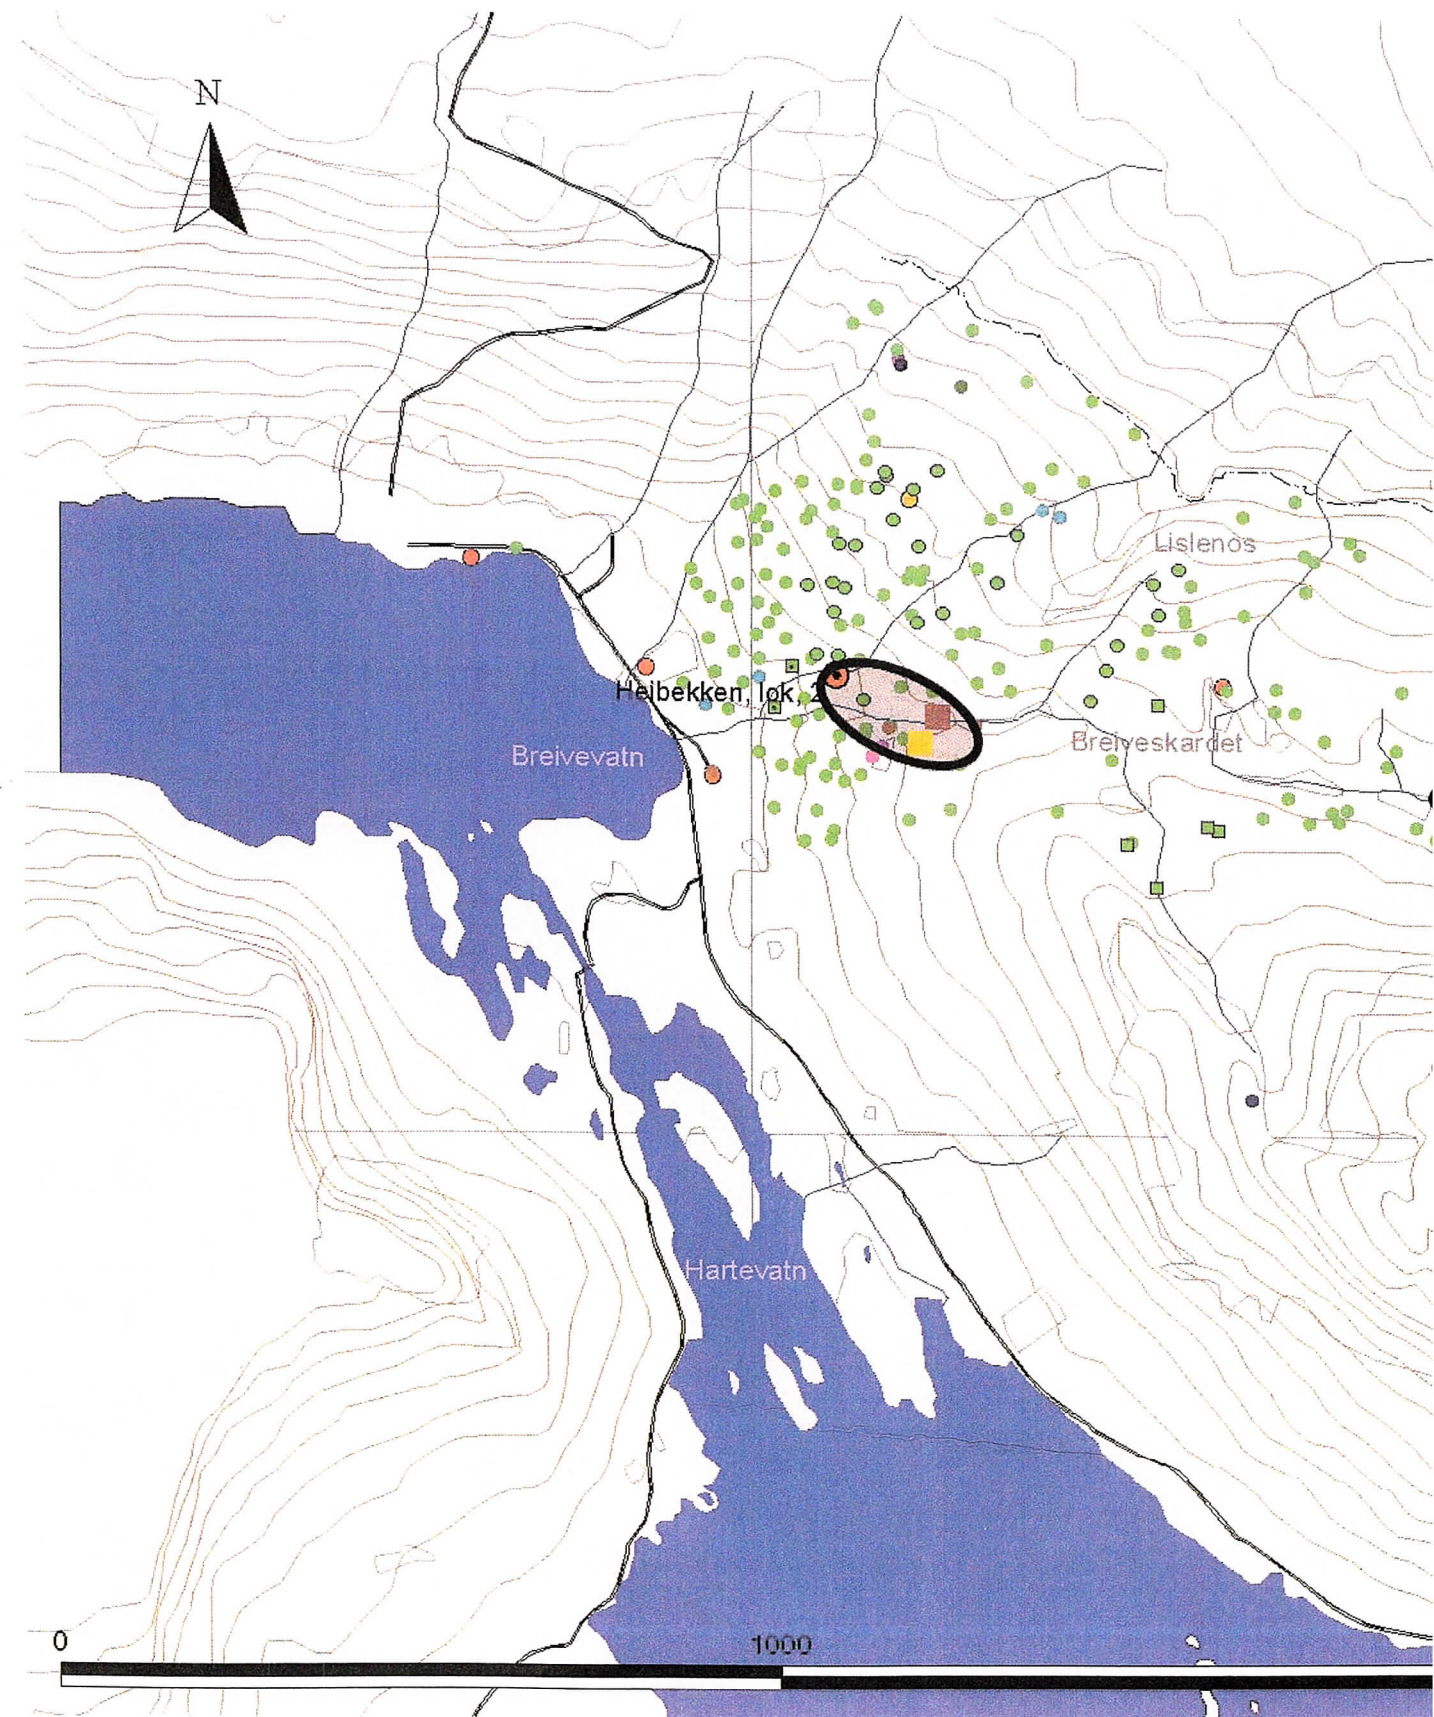 N
Lislenos
Heibekken, lok, 2
Breiveskardet
Breivevatn
Hartevatn
0 1000